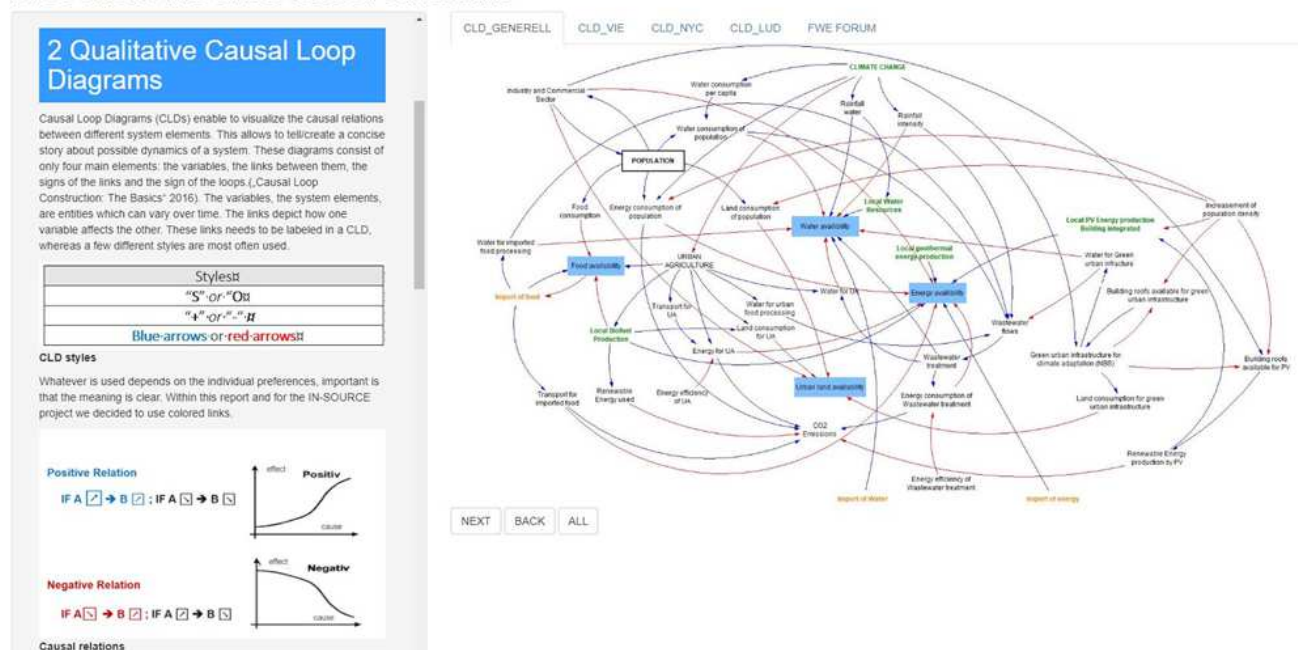 2 Qualitative Causal Loop
Diagrams
Causal Loop Diagrams (CLDs) enable to visualize the causal relations
between different system elements. This allows to tell/create a concise
story about possible dynamics of a system. These diagrams consist of
only four main elements: the variables, the links between them, the
signs of the links and the sign of the loops.(„Causal Loop
Construction: The Basics“ 2016). The variables, the system elements,
are entities which can vary over time. The links depict how one
variable affects the other. These links needs to be labeled in a CLD,
whereas a few different styles are most often used.
Styles¤
“S”·or·“O¤
“+”·or·“-“·¤
Blue·arrows·or·red·arrows¤
CLD styles
Whatever is used depends on the individual preferences, important is
that the meaning is clear. Within this report and for the IN-SOURCE
project we decided to use colored links.
Positive Relation
IF A ↗ ➔ B ↗ ; IF A ↘ ➔ B ↘
effect
Positiv
cause
Negative Relation
IF A ↘ ➔ B ↗ ; IF A ↗ ➔ B ↘
effect
Negativ
cause
Causal relations
CLD_GENERELL
CLD_VIE
CLD_NYC
CLD_LUD
FWE FORUM
CLIMATE CHANGE
Industry and Commercial
Sector
Water consumption
per capita
Rainfall
water
Rainfall
intensity
Water consumption of
population
POPULATION
Food
consumption
Energy consumption of
population
Land consumption
of population
Local Water
Resources
Increasement of
population density
Water availability
Local PV Energy production
Building integrated
Water for imported
food processing
URBAN
AGRICULTURE
Local geothermal
energy production
Water for Green
urban infrastructure
Food availability
Import of food
Transport for
UA
Water for urban
food processing
Water for UA
Energy availability
Building roofs available for green
urban infrastructure
Local Biofuel
Production
Land consumption
for UA
Wastewater
flows
Energy for UA
Wastewater
treatment
Green urban infrastructure for
climate adaptation (NBS)
Building roofs
available for PV
Transport for
imported food
Renewable
Energy used
Energy efficiency
of UA
Urban land availability
Energy consumption of
Wastewater treatment
Land consumption for green
urban infrastructure
CO2
Emissions
Renewable Energy
production by PV
Energy efficiency of
Wastewater treatment
Import of Water
Import of energy
NEXT
BACK
ALL